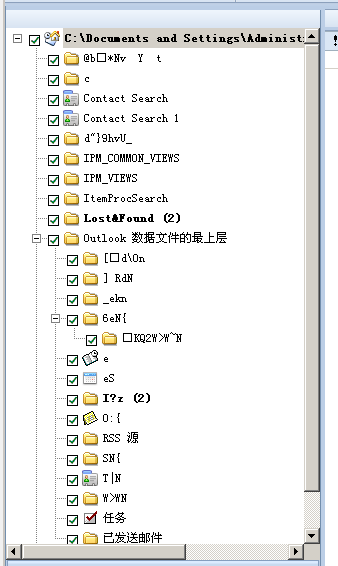 C:\Documents and Settings\Administ
@b□*Nv Y t
c
Contact Search
Contact Search 1
d~}9hvU_
IPM_COMMON_VIEWS
IPM_VIEWS
ItemProcSearch
Lost&Found (2)
Outlook 数据文件的最上层
[□d\On
] RdN
_ekn
6eN{
□KQ2W>W~N
e
eS
I?z (2)
O:{
RSS 源
SN{
T|N
W>WN
任务
已发送邮件